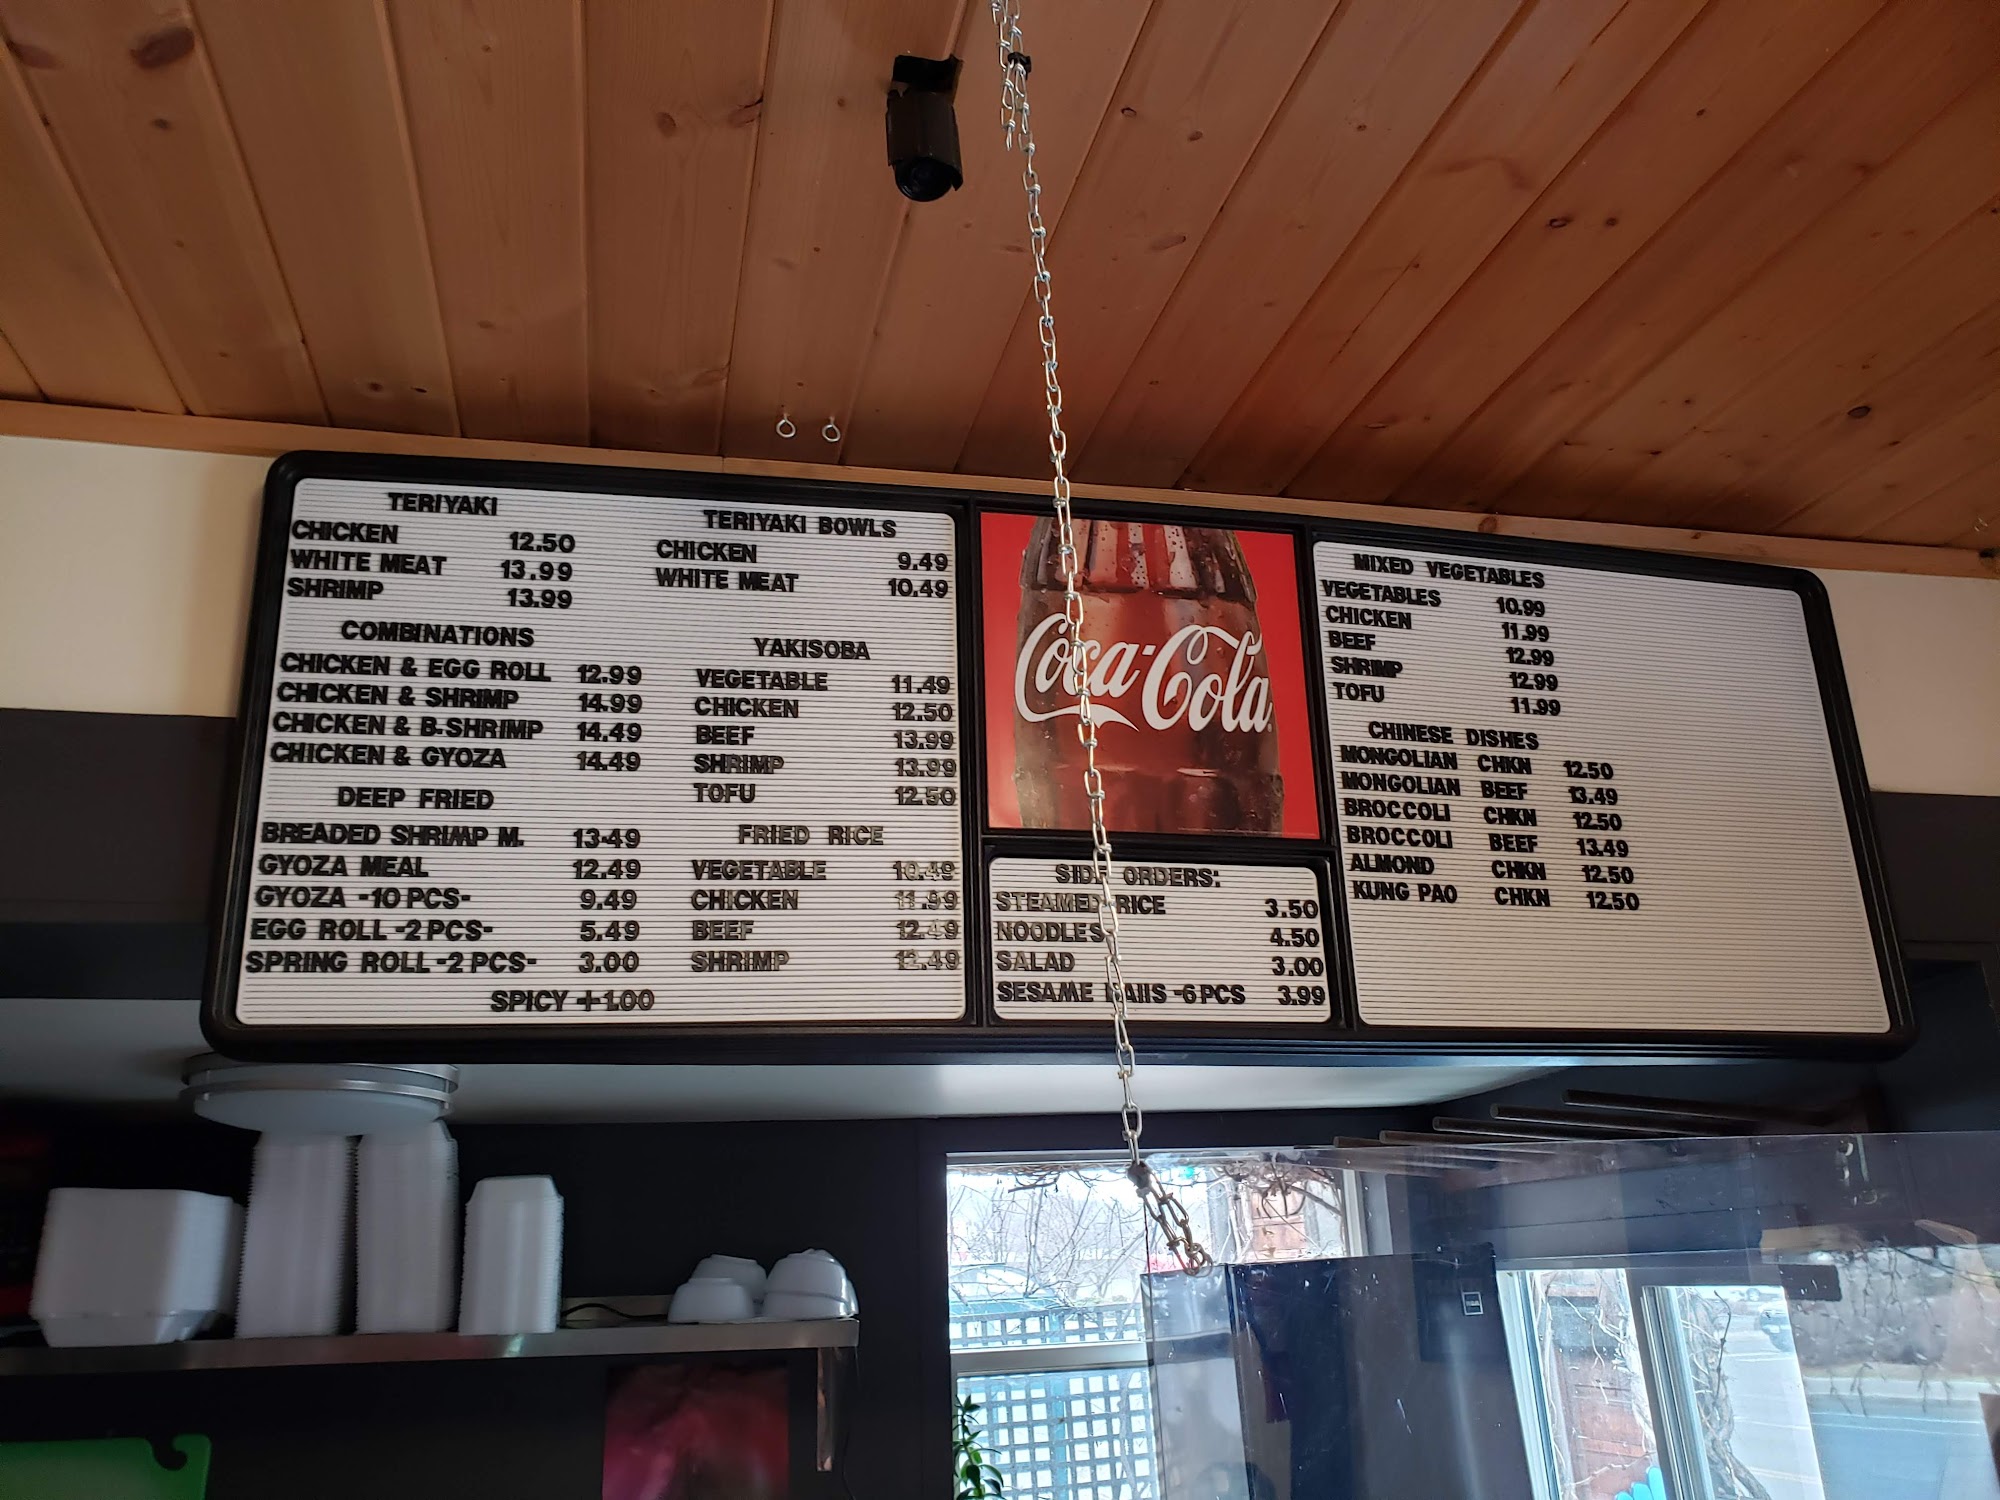 TERIYAKI
CHICKEN 12.50
WHITE MEAT 13.99
SHRIMP 13.99
COMBINATIONS
CHICKEN & EGG ROLL 12.99
CHICKEN & SHRIMP 14.99
CHICKEN & B-SHRIMP 14.49
CHICKEN & GYOZA 14.49
DEEP FRIED
BREADED SHRIMP M. 13.49
GYOZA MEAL 12.49
GYOZA -10 PCS- 9.49
EGG ROLL -2 PCS- 5.49
SPRING ROLL -2 PCS- 3.00
SPICY +1.00
TERIYAKI BOWLS
CHICKEN 9.49
WHITE MEAT 10.49
YAKISOBA
VEGETABLE 11.49
CHICKEN 12.50
BEEF 13.99
SHRIMP 13.99
TOFU 12.50
FRIED RICE
VEGETABLE 10.49
CHICKEN 11.99
BEEF 12.49
SHRIMP 12.49
Coca-Cola
SIDE ORDERS:
STEAMED RICE 3.50
NOODLES 4.50
SALAD 3.00
SESAME -6 PCS 3.99
MIXED VEGETABLES
VEGETABLES 10.99
CHICKEN 11.99
BEEF 12.99
SHRIMP 12.99
TOFU 11.99
CHINESE DISHES
MONGOLIAN CHKN 12.50
MONGOLIAN BEEF 13.49
BROCCOLI CHKN 12.50
BROCCOLI BEEF 13.49
ALMOND CHKN 12.50
KUNG PAO CHKN 12.50